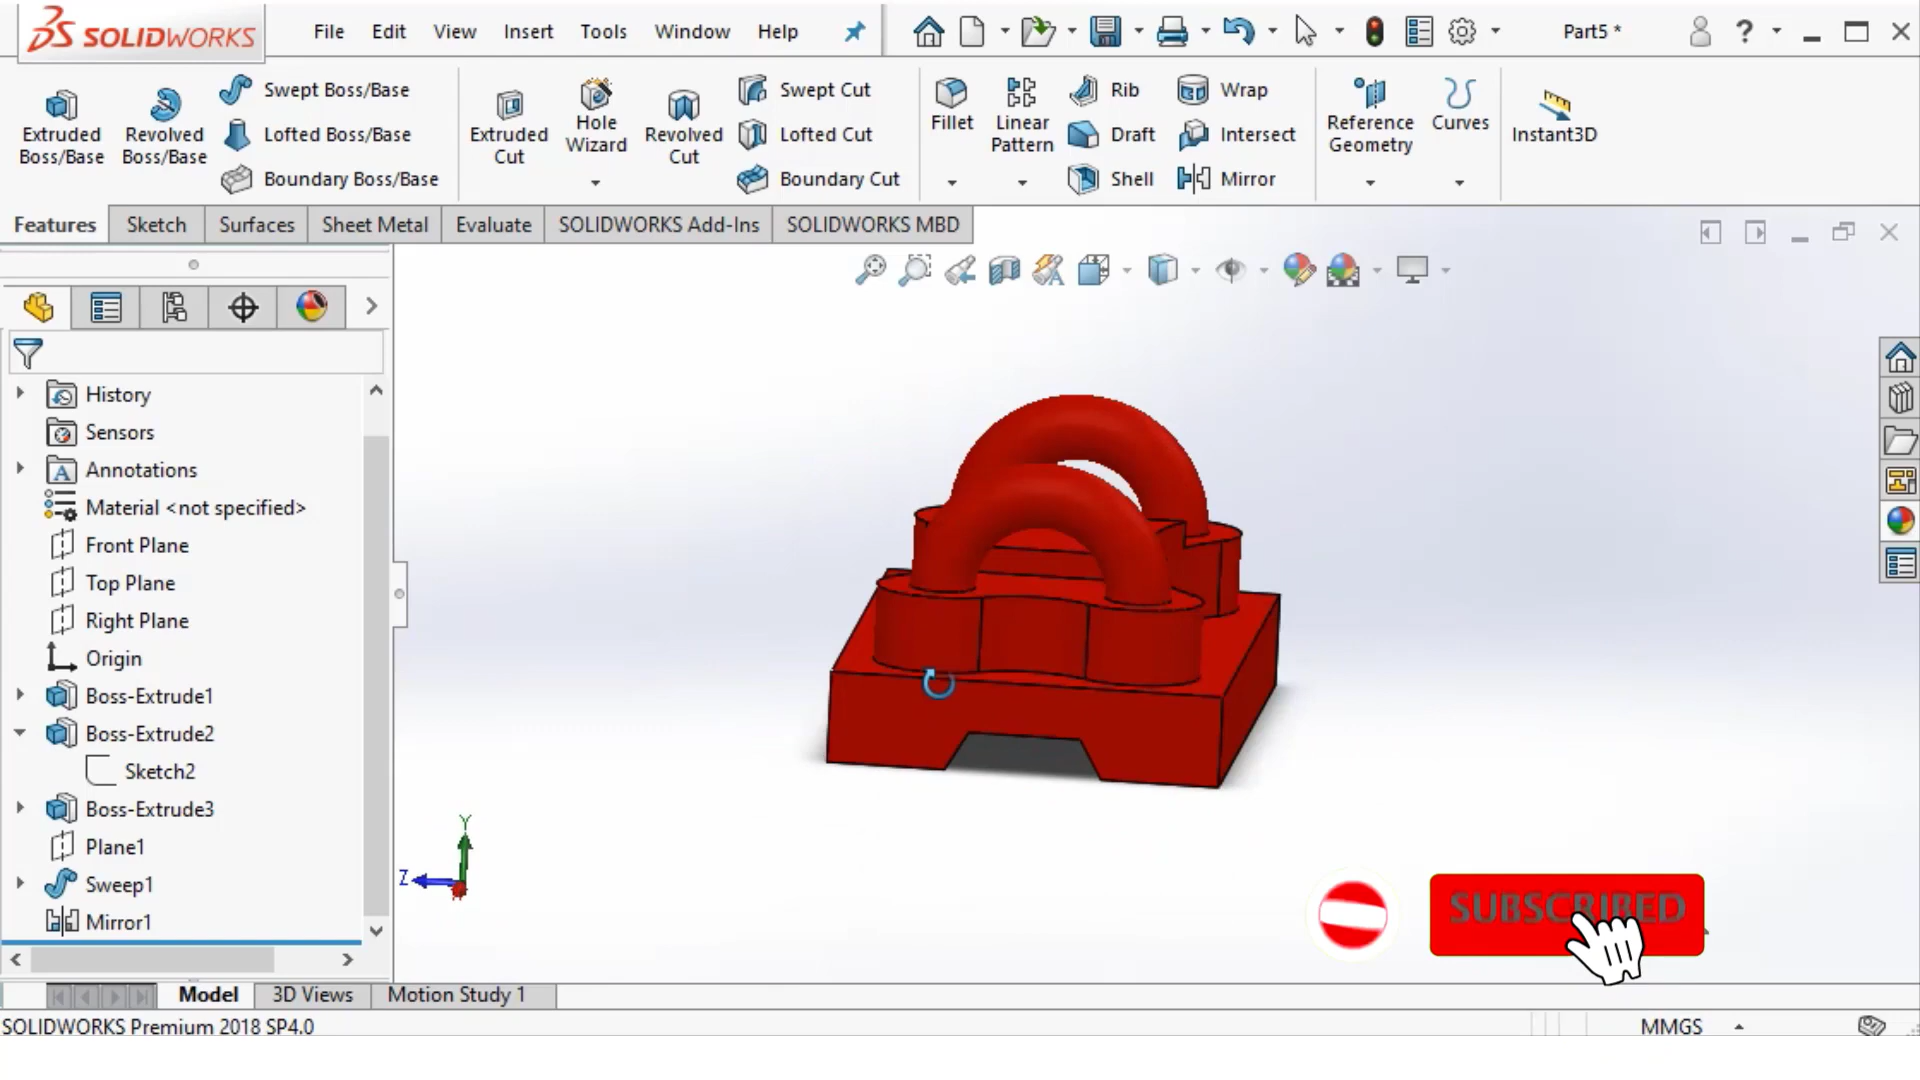 SOLIDWORKS
File Edit View Insert Tools Window Help
Part5 *
?
Extruded Boss/Base
Revolved Boss/Base
Swept Boss/Base
Lofted Boss/Base
Boundary Boss/Base
Extruded Cut
Hole Wizard
Revolved Cut
Swept Cut
Lofted Cut
Boundary Cut
Fillet
Linear Pattern
Rib
Draft
Shell
Wrap
Intersect
Mirror
Reference Geometry
Curves
Instant3D
Features Sketch Surfaces Sheet Metal Evaluate SOLIDWORKS Add-Ins SOLIDWORKS MBD
History
Sensors
A Annotations
Material <not specified>
Front Plane
Top Plane
Right Plane
Origin
Boss-Extrude1
Boss-Extrude2
Sketch2
Boss-Extrude3
Plane1
Sweep1
Mirror1
Y
Z
SUBSCRIBED
Model 3D Views Motion Study 1
SOLIDWORKS Premium 2018 SP4.0
MMGS